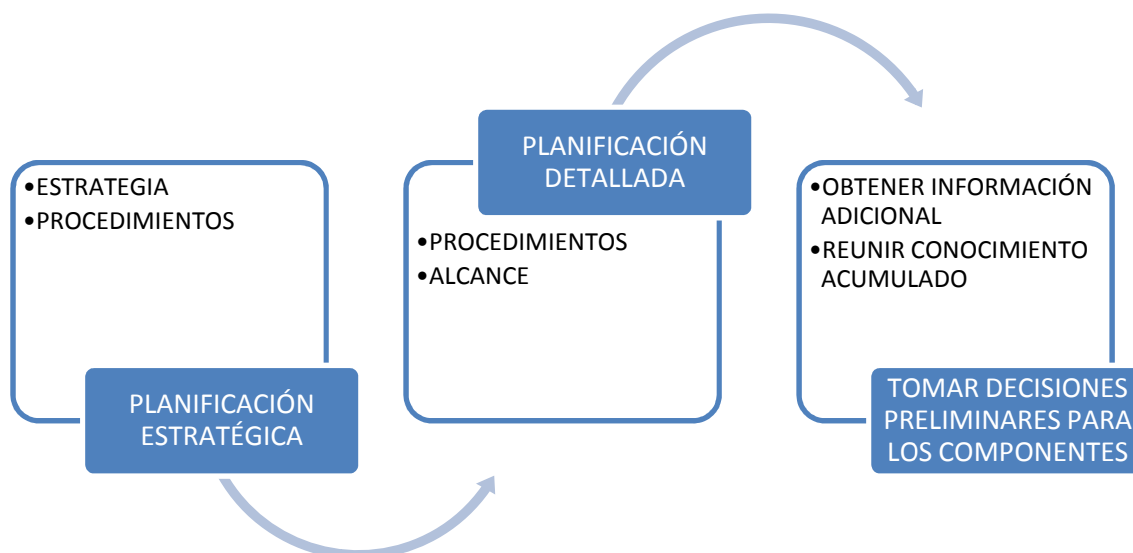 •ESTRATEGIA
•PROCEDIMIENTOS
PLANIFICACIÓN
ESTRATÉGICA
PLANIFICACIÓN
DETALLADA
•PROCEDIMIENTOS
•ALCANCE
•OBTENER INFORMACIÓN
ADICIONAL
•REUNIR CONOCIMIENTO
ACUMULADO
TOMAR DECISIONES
PRELIMINARES PARA
LOS COMPONENTES